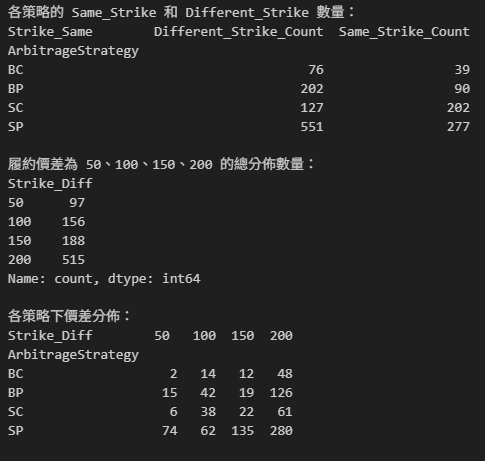 各策略的 Same_Strike 和 Different_Strike 數量：
Strike_Same        Different_Strike_Count  Same_Strike_Count
ArbitrageStrategy
BC                                     76                 39
BP                                    202                 90
SC                                    127                202
SP                                    551                277
履約價差為 50、100、150、200 的總分佈數量：
Strike_Diff
50      97
100    156
150    188
200    515
Name: count, dtype: int64
各策略下價差分佈：
Strike_Diff        50   100  150  200
ArbitrageStrategy
BC                   2   14   12   48
BP                  15   42   19  126
SC                   6   38   22   61
SP                  74   62  135  280